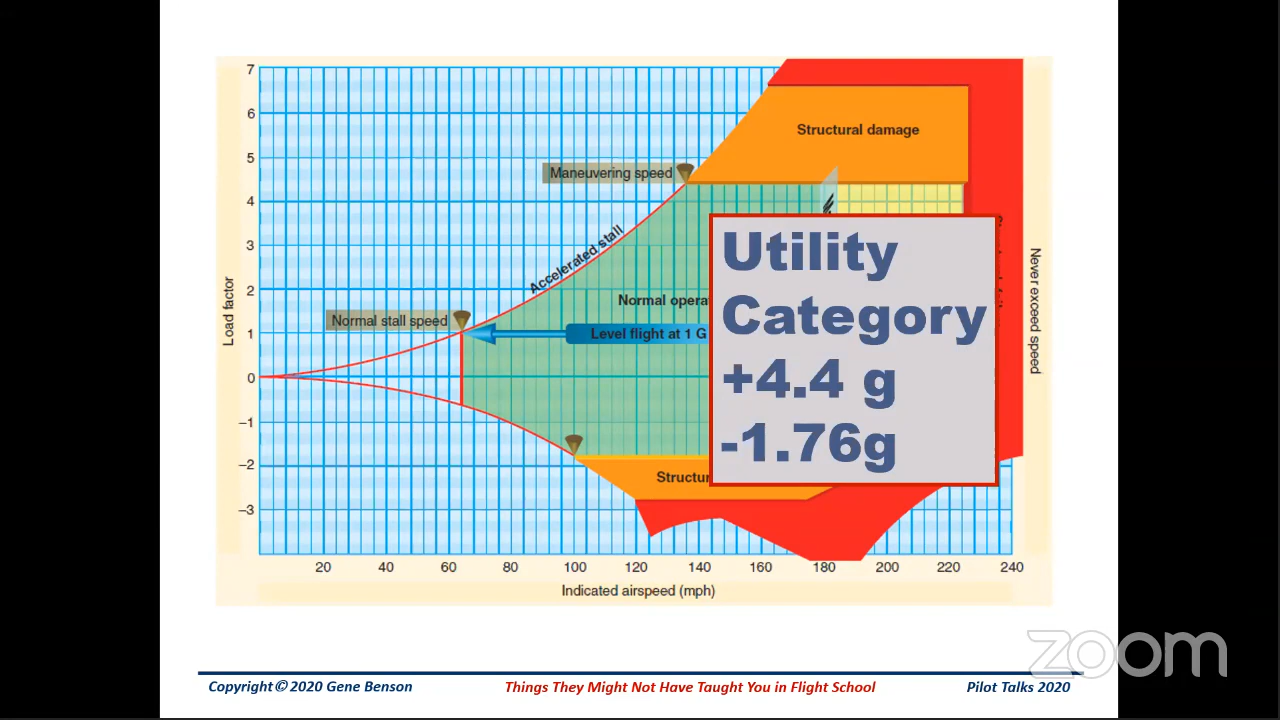 7
6
5
4
3
2
1
0
−1
−2
−3
Load factor
Structural damage
Maneuvering speed
Accelerated stall
Normal opera
Normal stall speed
Level flight at 1 G
Structur
Utility
Category
+4.4 g
-1.76g
Never exceed speed
20 40 60 80 100 120 140 160 180 200 220 240
Indicated airspeed (mph)
zoom
Copyright © 2020 Gene Benson Things They Might Not Have Taught You in Flight School Pilot Talks 2020